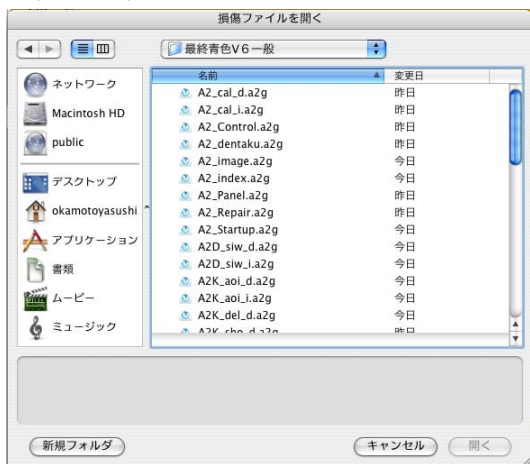 損傷ファイルを開く
最終青色V6一般
ネットワーク
Macintosh HD
public
デスクトップ
okamotoyasushi
アプリケーション
書類
ムービー
ミュージック
名前 変更日
A2_cal_d.a2g 昨日
A2_cal_i.a2g 昨日
A2_Control.a2g 昨日
A2_dentaku.a2g 昨日
A2_image.a2g 今日
A2_index.a2g 今日
A2_Panel.a2g 昨日
A2_Repair.a2g 昨日
A2_Startup.a2g 今日
A2D_siw_d.a2g 今日
A2D_siw_i.a2g 今日
A2K_aoi_d.a2g 今日
A2K_aoi_i.a2g 今日
A2K_del_d.a2g 今日
A2K_sho_d.a2g 昨日
新規フォルダ
キャンセル
開く